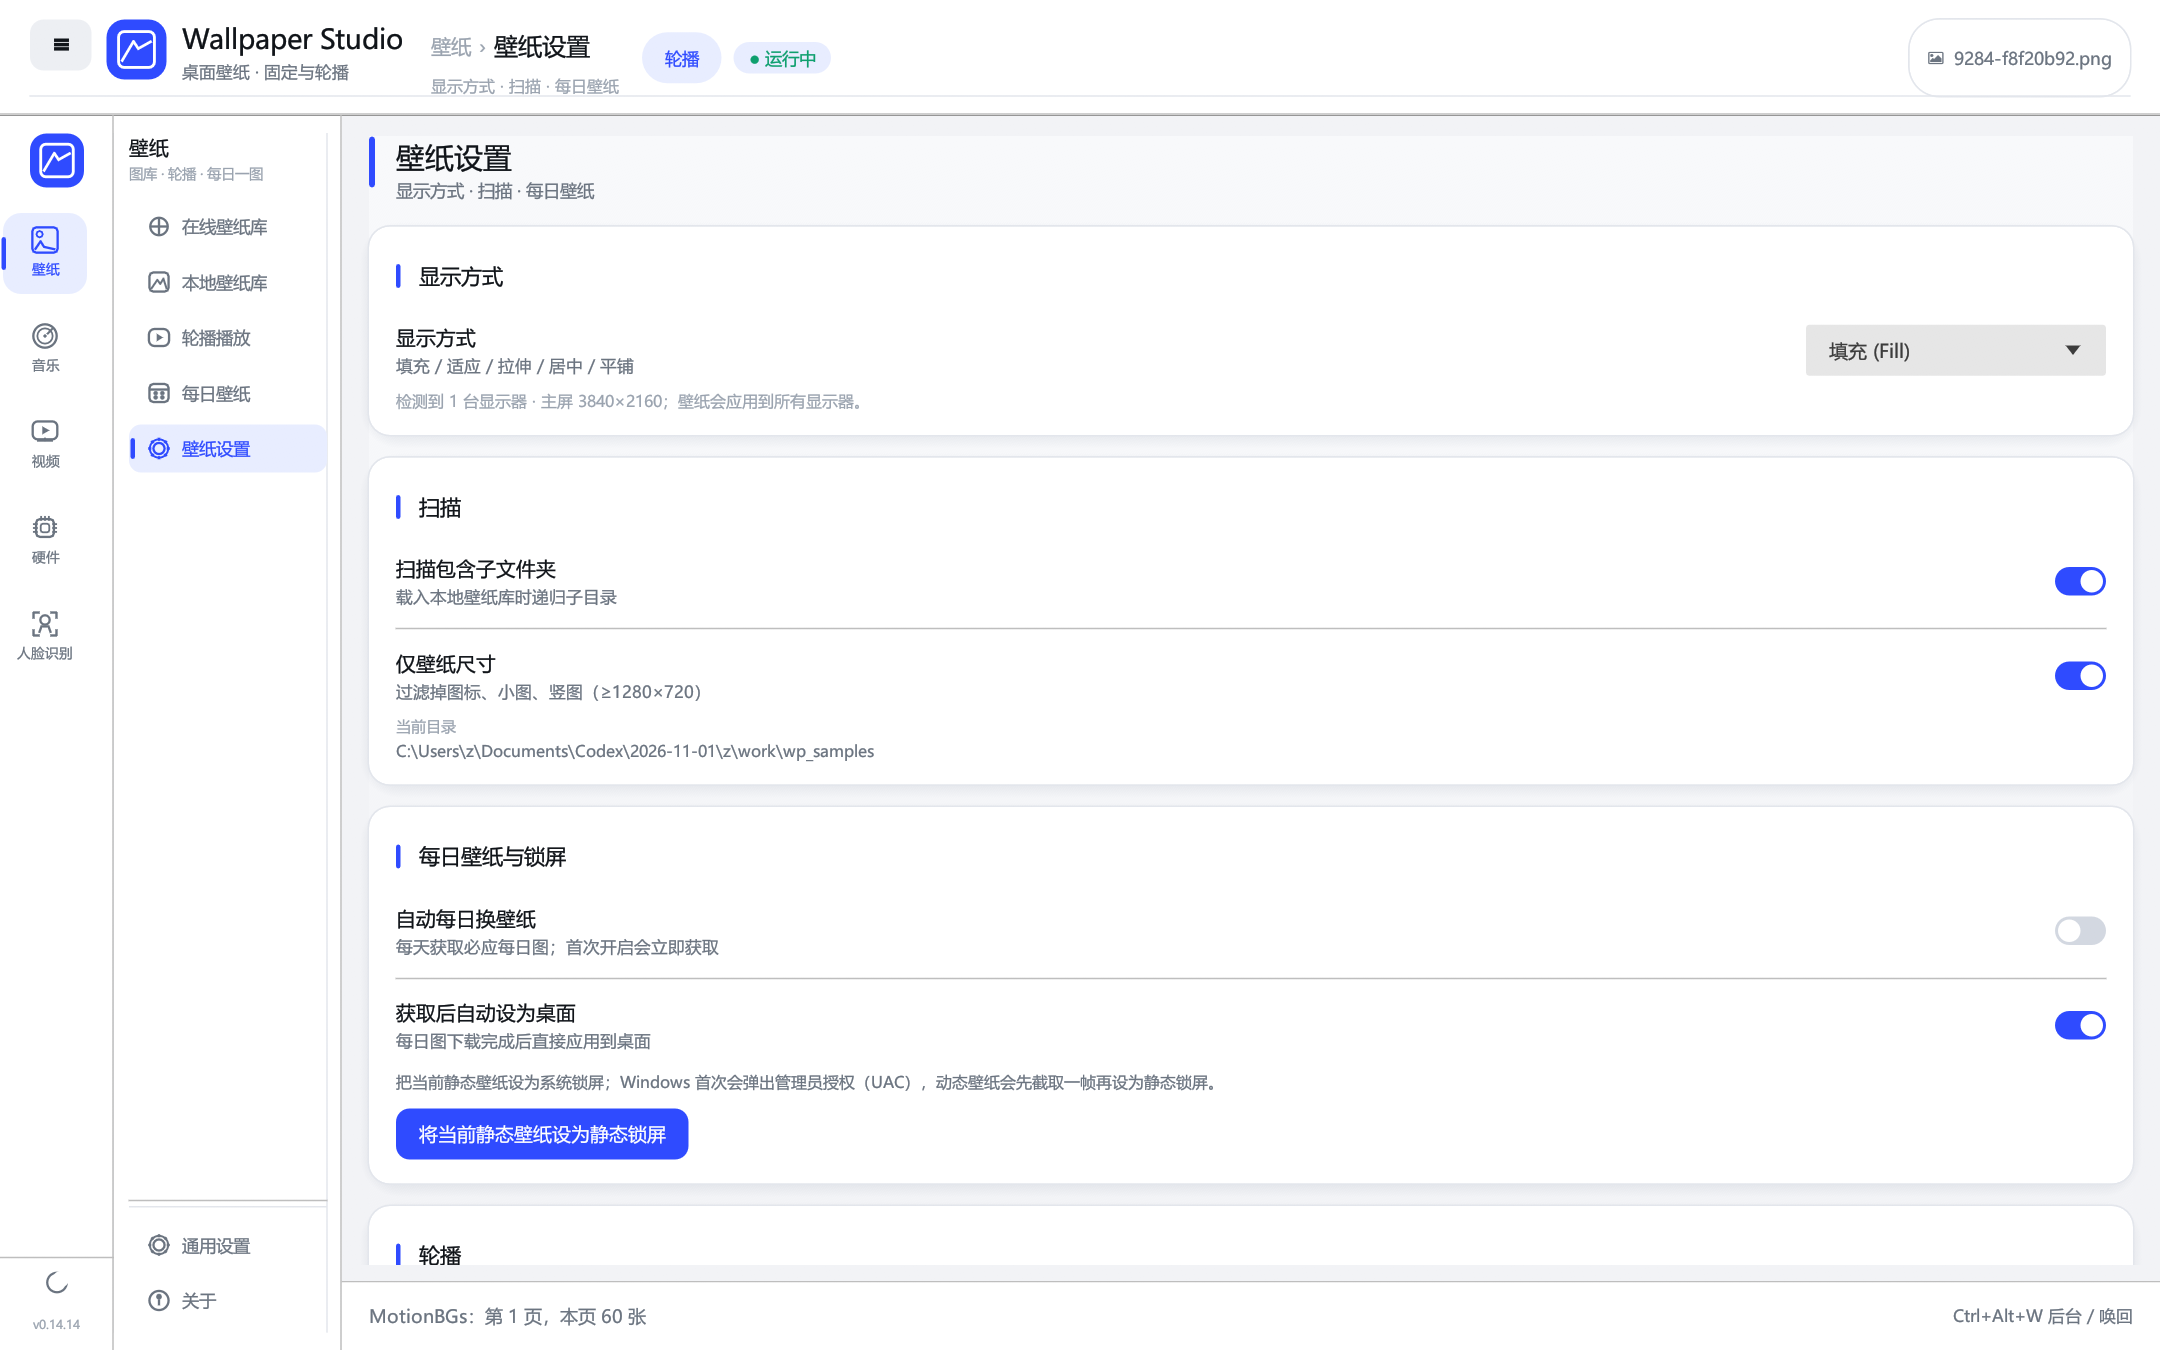 Wallpaper Studio
桌面壁纸 · 固定与轮播
壁纸 › 壁纸设置
显示方式 · 扫描 · 每日壁纸
轮播
运行中
9284-f8f20b92.png
壁纸
音乐
视频
硬件
人脸识别
v0.14.14
壁纸
图库 · 轮播 · 每日一图
在线壁纸库
本地壁纸库
轮播播放
每日壁纸
壁纸设置
通用设置
关于
壁纸设置
显示方式 · 扫描 · 每日壁纸
显示方式
显示方式
填充 / 适应 / 拉伸 / 居中 / 平铺
填充 (Fill)
检测到 1 台显示器 · 主屏 3840×2160；壁纸会应用到所有显示器。
扫描
扫描包含子文件夹
载入本地壁纸库时递归子目录
仅壁纸尺寸
过滤掉图标、小图、竖图（≥1280×720）
当前目录
C:\Users\z\Documents\Codex\2026-11-01\z\work\wp_samples
每日壁纸与锁屏
自动每日换壁纸
每天获取必应每日图；首次开启会立即获取
获取后自动设为桌面
每日图下载完成后直接应用到桌面
把当前静态壁纸设为系统锁屏；Windows 首次会弹出管理员授权（UAC），动态壁纸会先截取一帧再设为静态锁屏。
将当前静态壁纸设为静态锁屏
轮播
MotionBGs：第 1 页，本页 60 张
Ctrl+Alt+W 后台 / 唤回